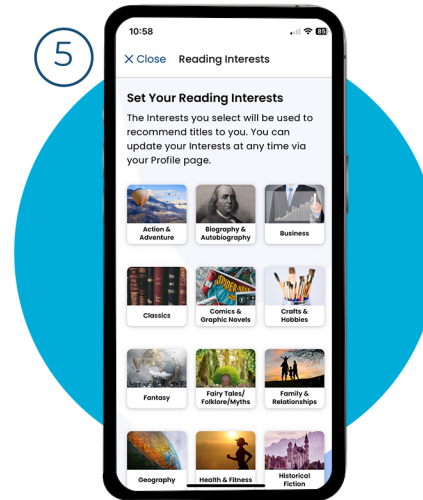 5
10:58
85
X Close Reading Interests
Set Your Reading Interests
The Interests you select will be used to
recommend titles to you. You can
update your Interests at any time via
your Profile page.
Action &
Adventure
Biography &
Autobiography
Business
Classics
SPIDER-MAN
Comics &
Graphic Novels
Crafts &
Hobbies
Fantasy
Fairy Tales/
Folklore/Myths
Family &
Relationships
Geography
Health & Fitness
Historical
Fiction